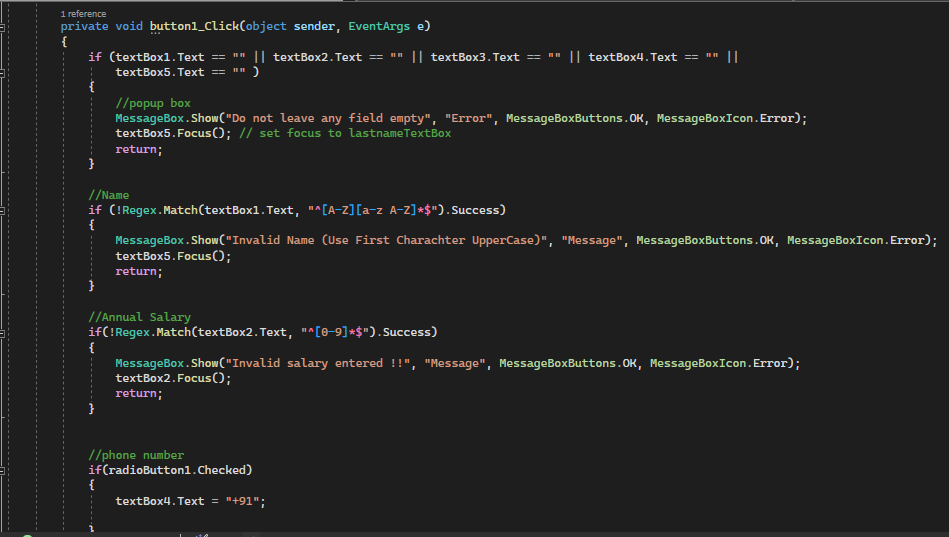 1 reference
private void button1_Click(object sender, EventArgs e)
{
if (textBox1.Text == "" || textBox2.Text == "" || textBox3.Text == "" || textBox4.Text == "" ||
textBox5.Text == "" )
{
//popup box
MessageBox.Show("Do not leave any field empty", "Error", MessageBoxButtons.OK, MessageBoxIcon.Error);
textBox5.Focus(); // set focus to lastnameTextBox
return;
}
//Name
if (!Regex.Match(textBox1.Text, "^[A-Z][a-z A-Z]*$").Success)
{
MessageBox.Show("Invalid Name (Use First Charachter UpperCase)", "Message", MessageBoxButtons.OK, MessageBoxIcon.Error);
textBox5.Focus();
return;
}
//Annual Salary
if(!Regex.Match(textBox2.Text, "^[0-9]*$").Success)
{
MessageBox.Show("Invalid salary entered !!", "Message", MessageBoxButtons.OK, MessageBoxIcon.Error);
textBox2.Focus();
return;
}
//phone number
if(radioButton1.Checked)
{
textBox4.Text = "+91";
}